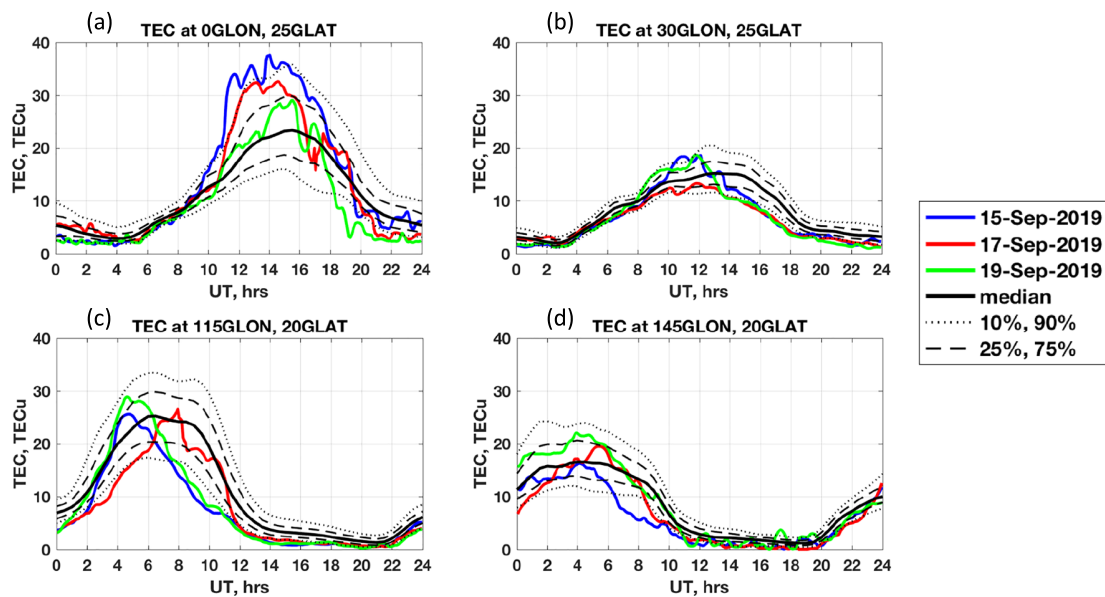 (a)
TEC at 0GLON, 25GLAT
40
30
20
10
0
TEC, TECu
0 2 4 6 8 10 12 14 16 18 20 22 24
UT, hrs
(b)
TEC at 30GLON, 25GLAT
40
30
20
10
0
TEC, TECu
0 2 4 6 8 10 12 14 16 18 20 22 24
UT, hrs
(c)
TEC at 115GLON, 20GLAT
40
30
20
10
0
TEC, TECu
0 2 4 6 8 10 12 14 16 18 20 22 24
UT, hrs
(d)
TEC at 145GLON, 20GLAT
40
30
20
10
0
TEC, TECu
0 2 4 6 8 10 12 14 16 18 20 22 24
UT, hrs
15-Sep-2019
17-Sep-2019
19-Sep-2019
median
10%, 90%
25%, 75%